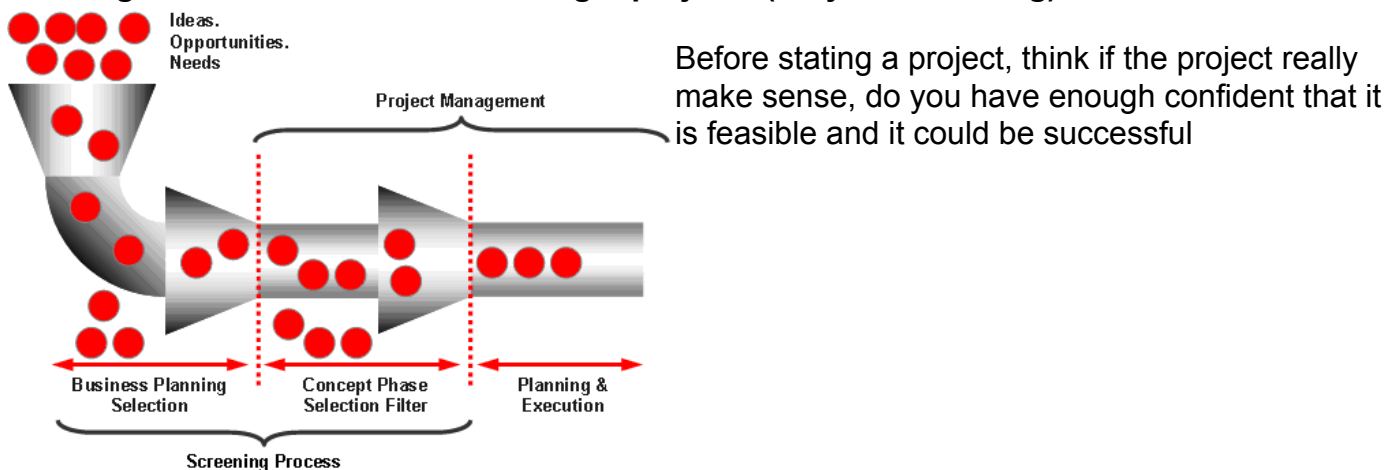 Ideas.
Opportunities.
Needs
Before stating a project, think if the project really
make sense, do you have enough confident that it
is feasible and it could be successful
Project Management
Business Planning
Selection
Concept Phase
Selection Filter
Planning &
Execution
Screening Process